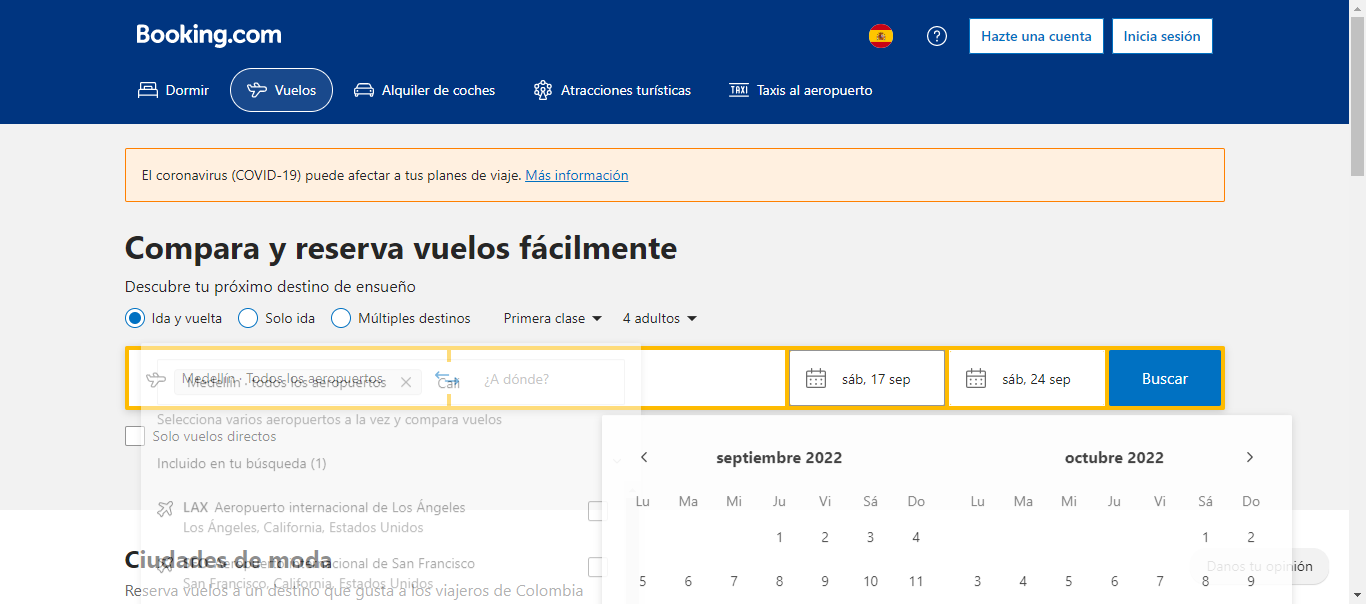 Booking.com
Hazte una cuenta
Inicia sesión
Dormir
Vuelos
Alquiler de coches
Atracciones turísticas
TAXI Taxis al aeropuerto
El coronavirus (COVID-19) puede afectar a tus planes de viaje. Más información
Compara y reserva vuelos fácilmente
Descubre tu próximo destino de ensueño
Ida y vuelta
Solo ida
Múltiples destinos
Primera clase
4 adultos
Medellín · Todos los aeropuertos
Medellín · todos los aeropuertos
Cali
¿A dónde?
sáb, 17 sep
sáb, 24 sep
Buscar
Selecciona varios aeropuertos a la vez y compara vuelos
Solo vuelos directos
Incluido en tu búsqueda (1)
LAX Aeropuerto internacional de Los Ángeles
Los Ángeles, California, Estados Unidos
SFO Aeropuerto internacional de San Francisco
San Francisco, California, Estados Unidos
septiembre 2022
Lu Ma Mi Ju Vi Sá Do
1 2 3 4
5 6 7 8 9 10 11
octubre 2022
Lu Ma Mi Ju Vi Sá Do
1 2
3 4 5 6 7 8 9
Danos tu opinión
Ciudades de moda
Reserva vuelos a un destino que gusta a los viajeros de Colombia